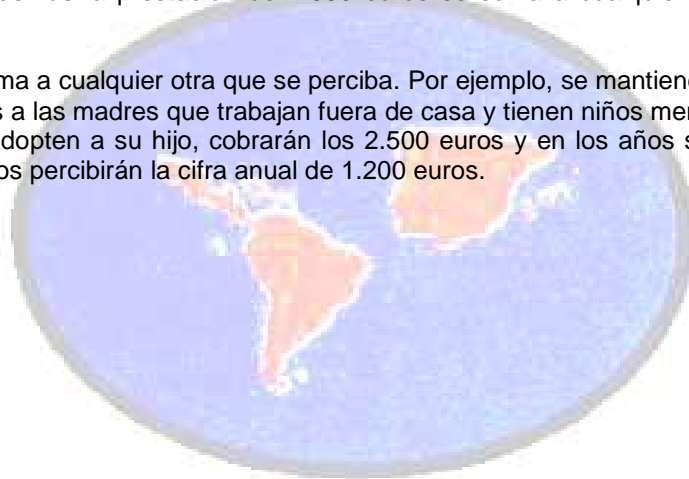 ma a cualquier otra que se perciba. Por ejemplo, se mantiene
s a las madres que trabajan fuera de casa y tienen niños men
adopten a su hijo, cobrarán los 2.500 euros y en los años s
os percibirán la cifra anual de 1.200 euros.